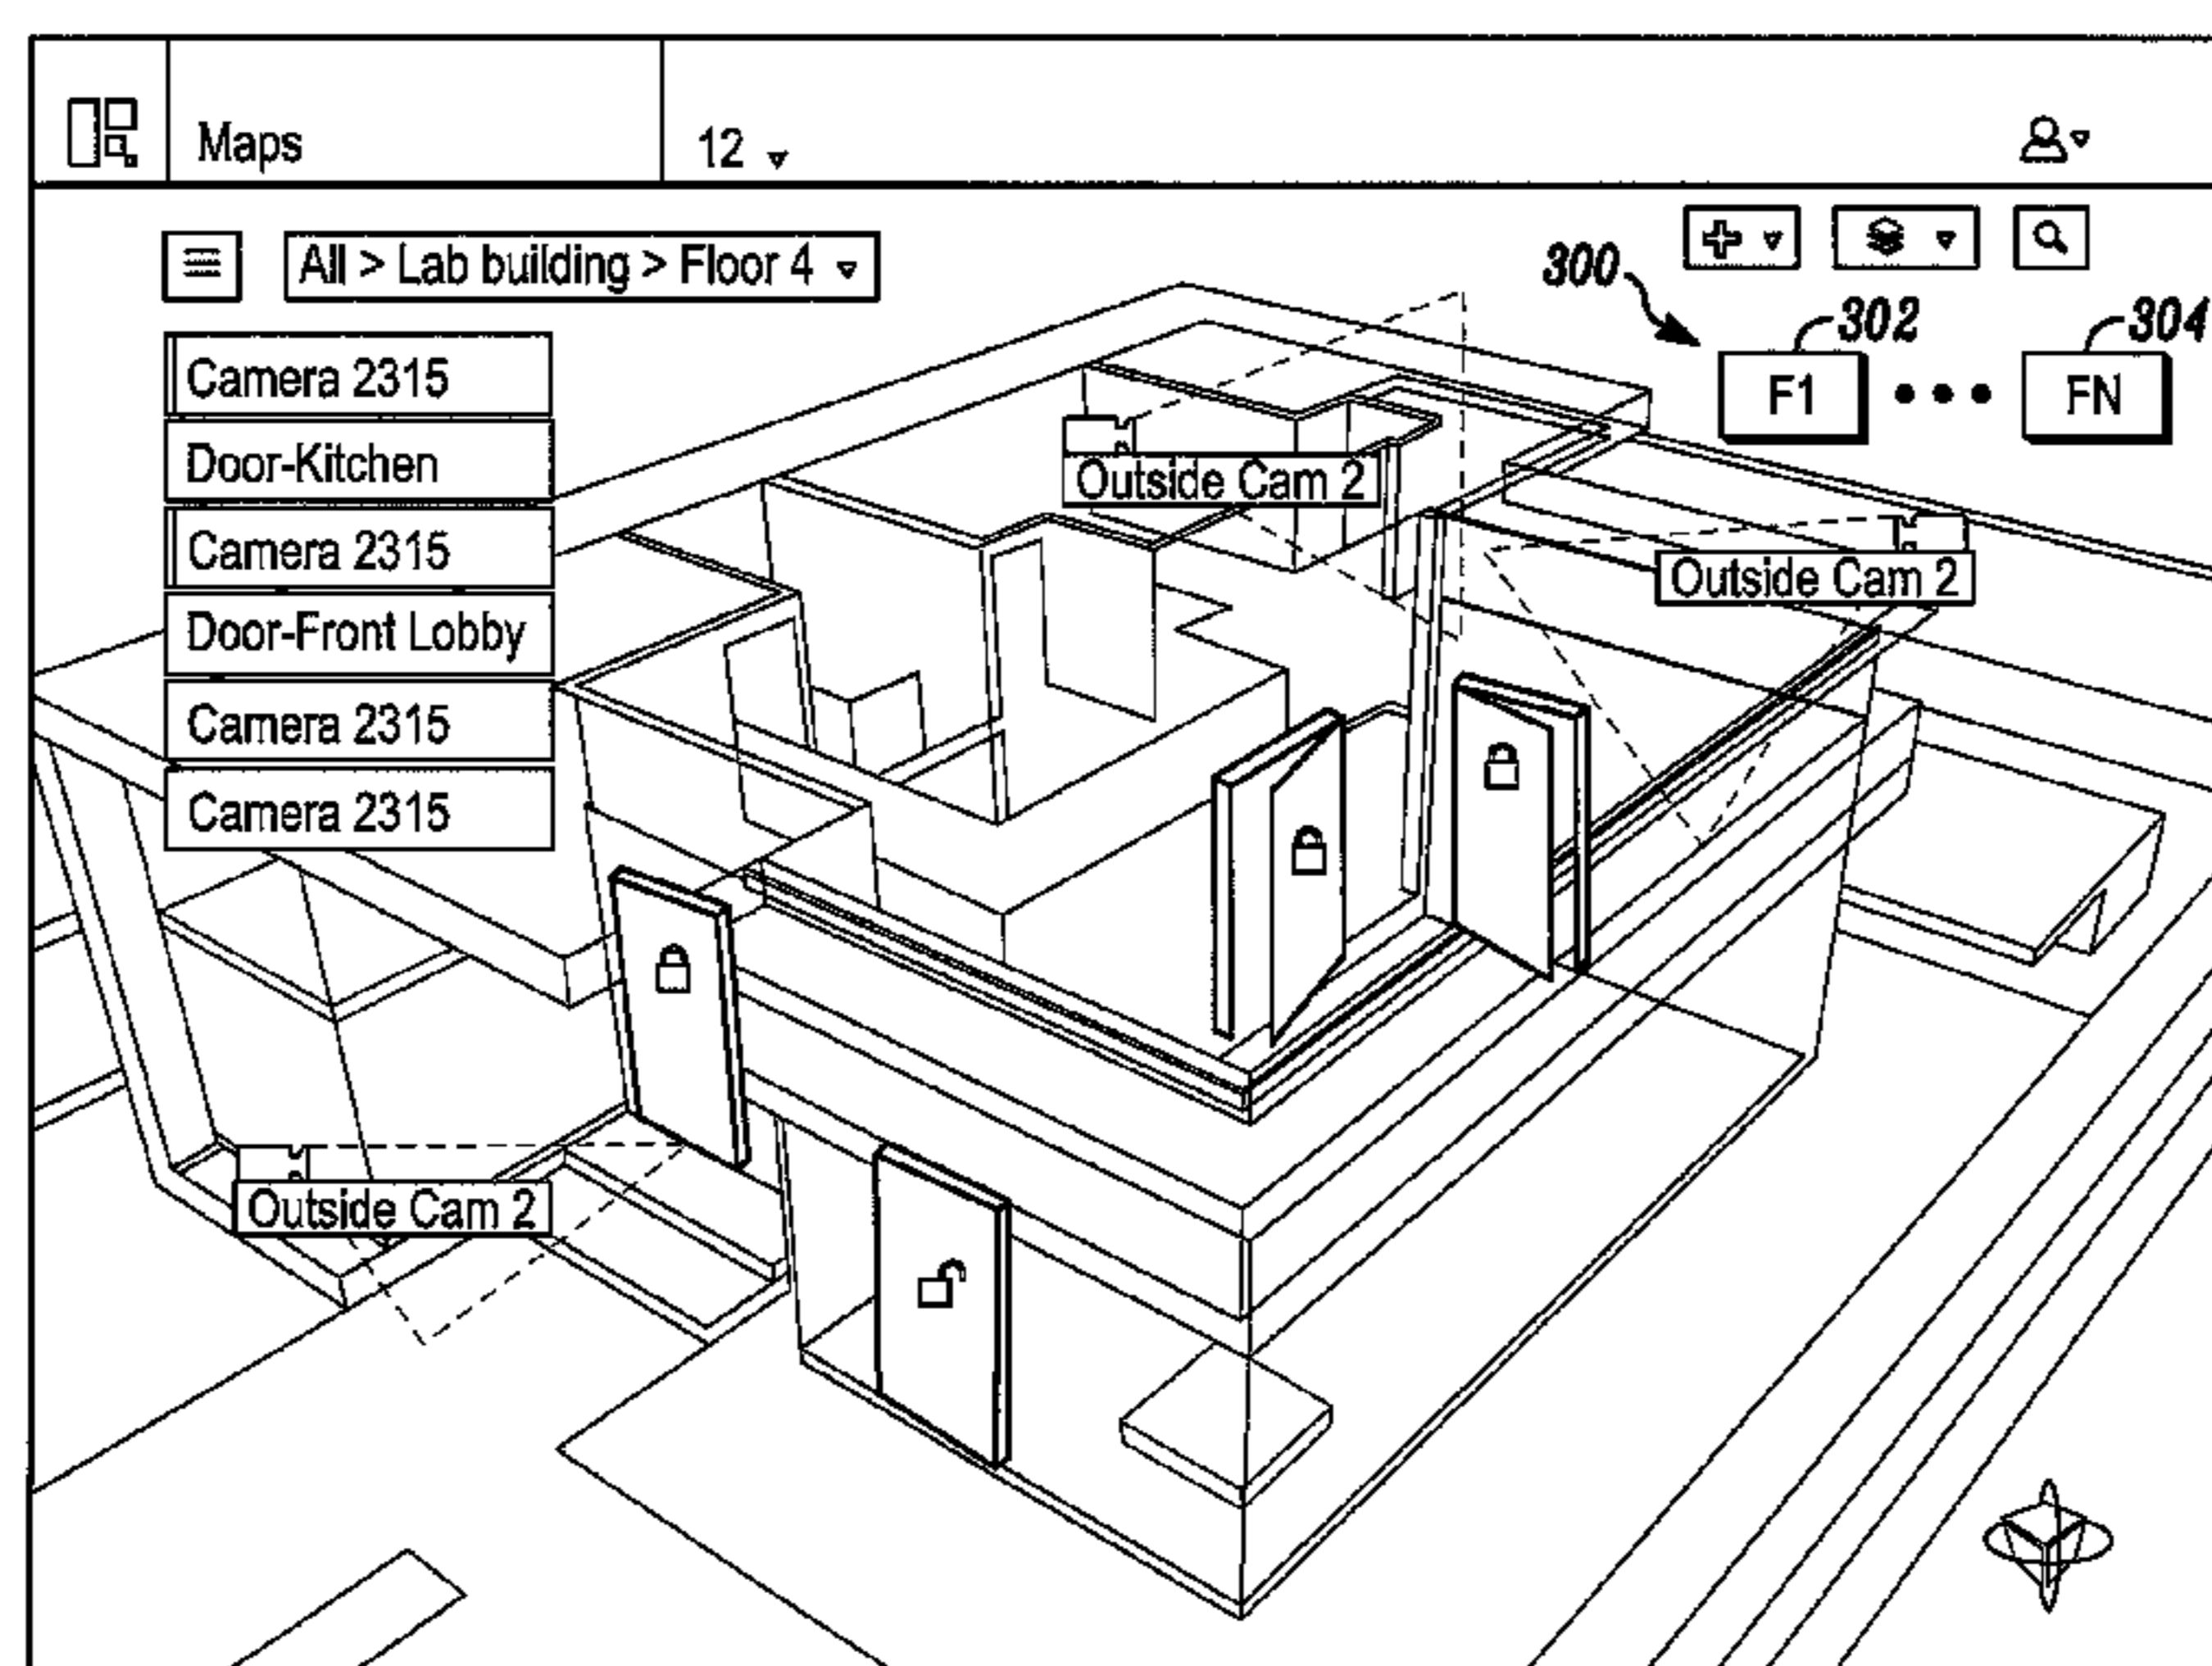 Maps
12
All > Lab building > Floor 4
300
302
304
F1
FN
Camera 2315
Door-Kitchen
Camera 2315
Door-Front Lobby
Camera 2315
Camera 2315
Outside Cam 2
Outside Cam 2
Outside Cam 2